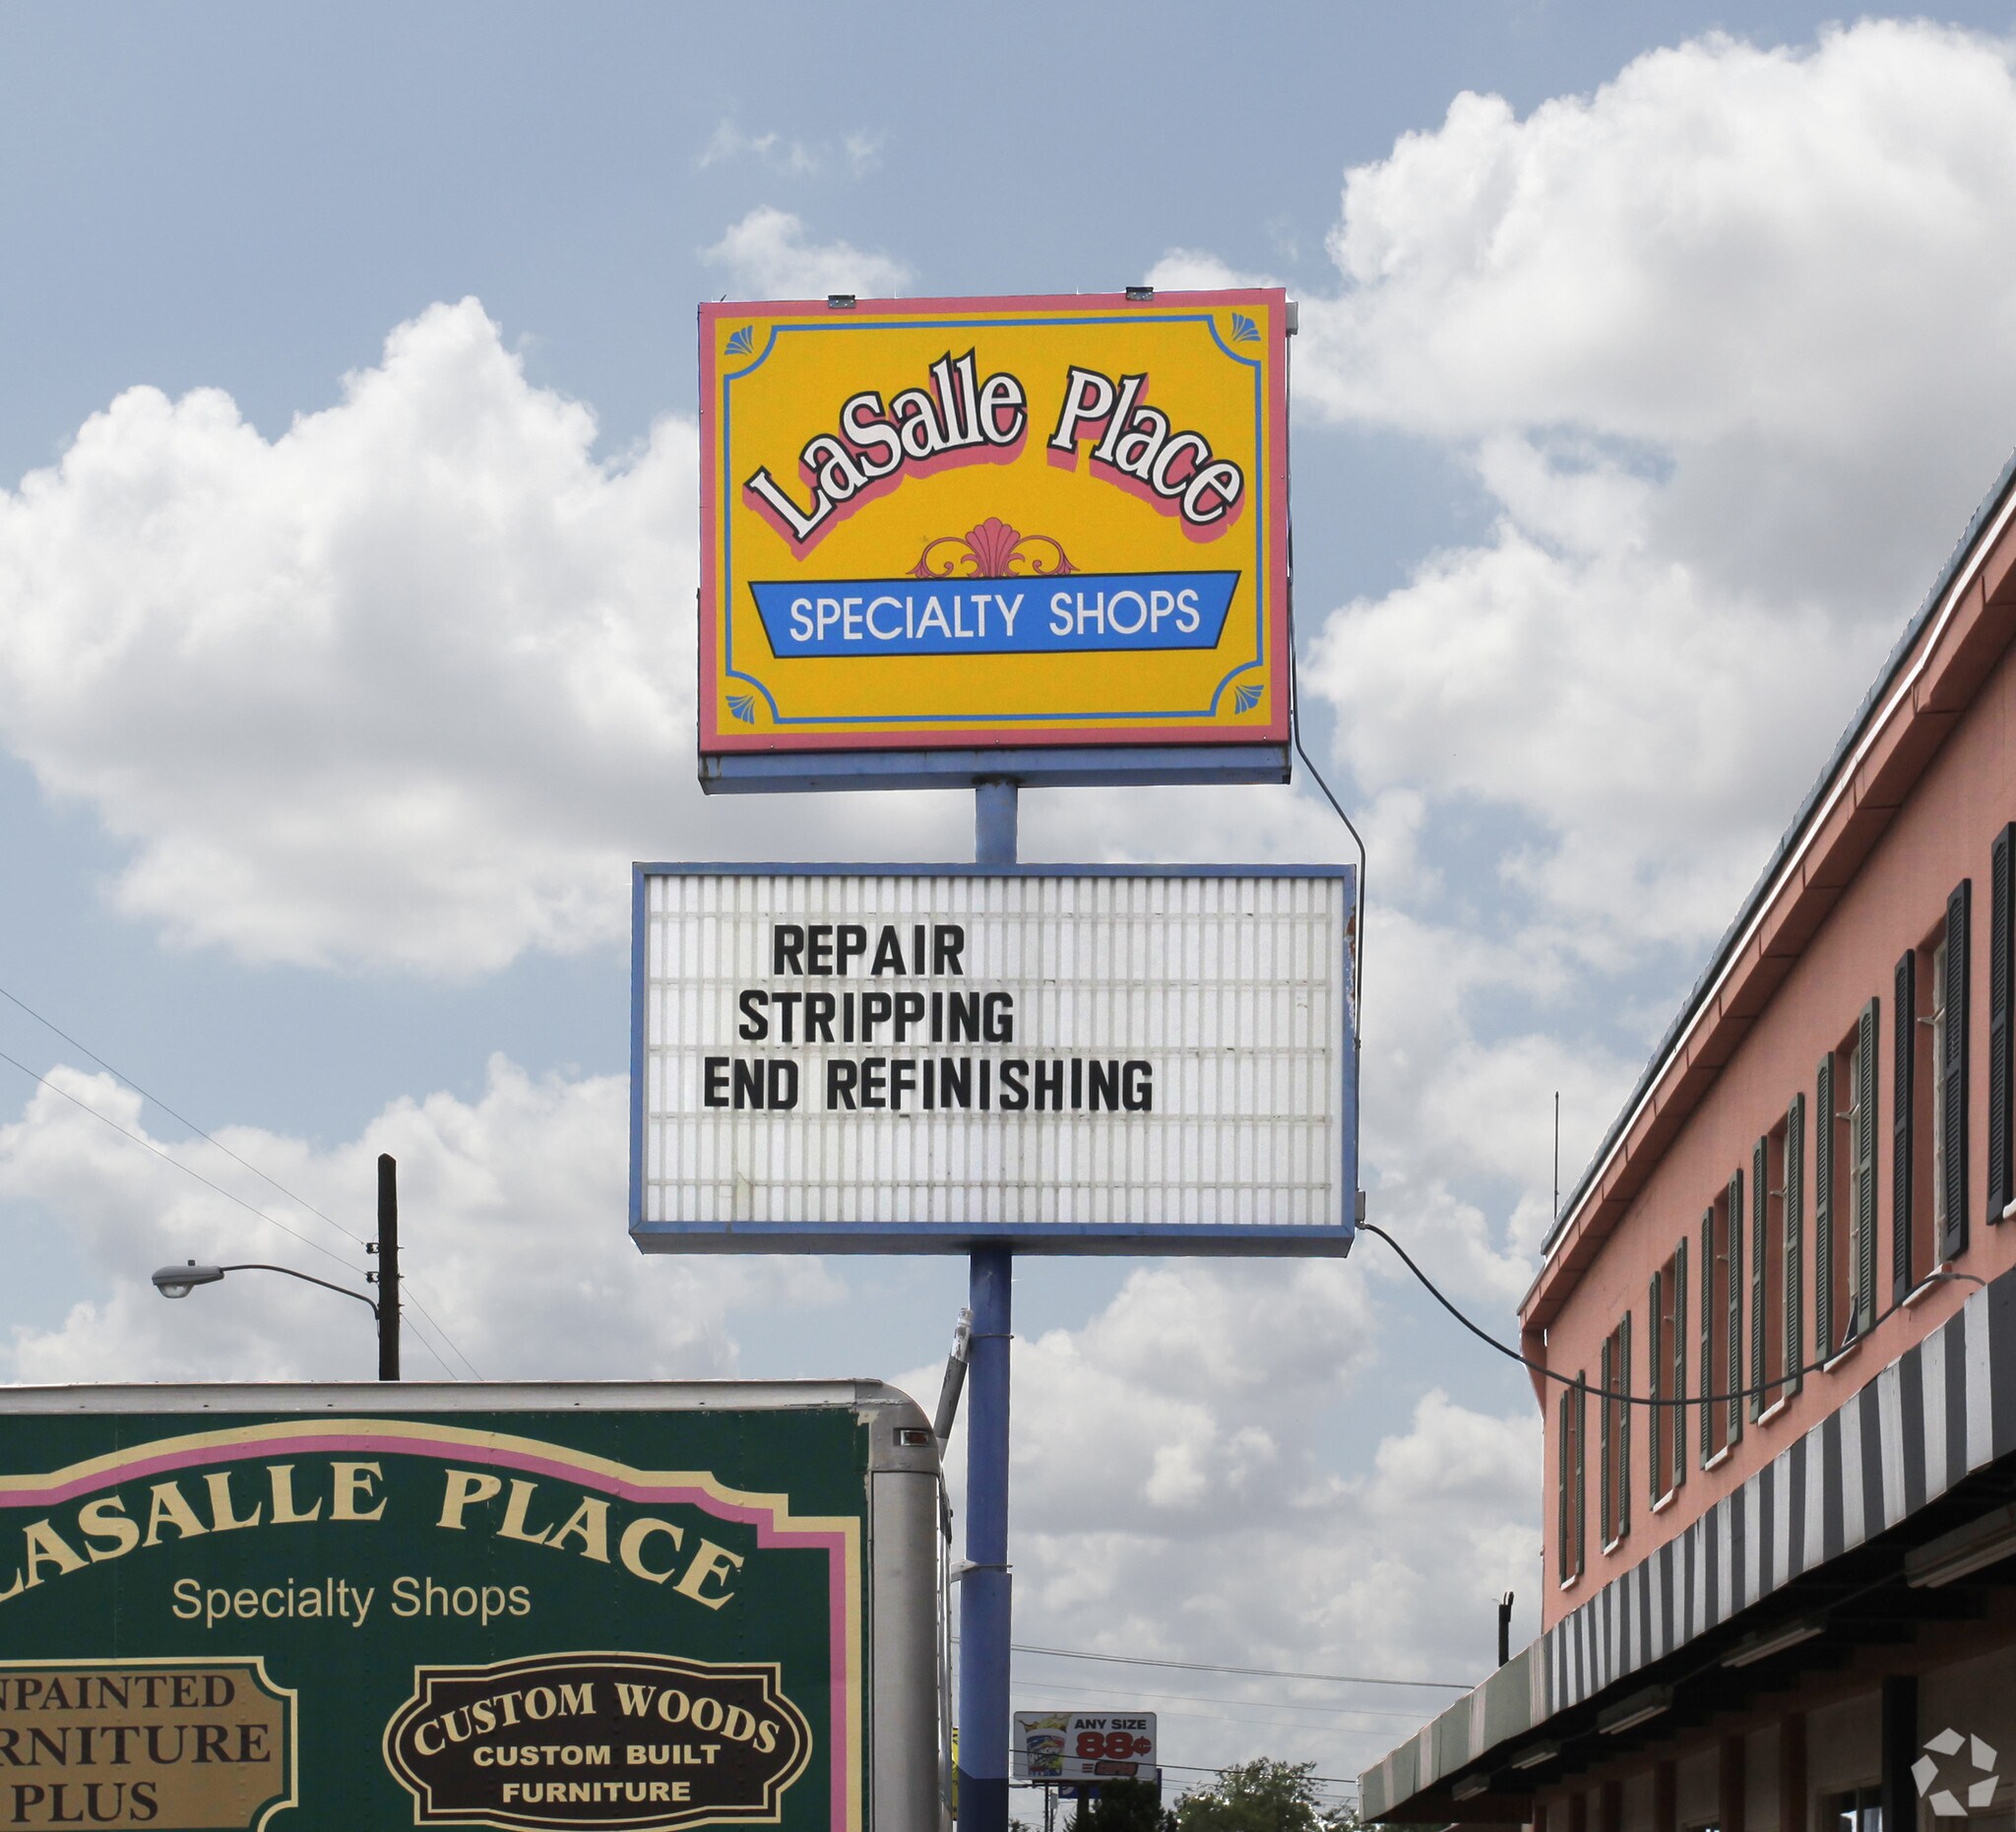 LaSalle Place
SPECIALTY SHOPS
REPAIR
STRIPPING
END REFINISHING
LASALLE PLACE
Specialty Shops
NPAINTED
RNITURE
PLUS
CUSTOM WOODS
CUSTOM BUILT
FURNITURE
ANY SIZE
88¢